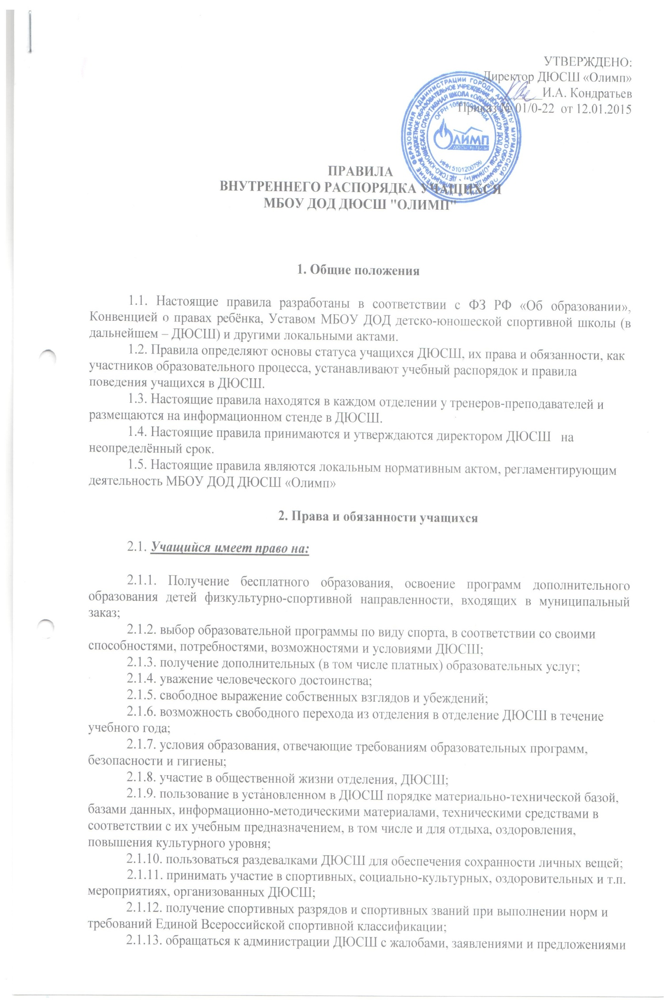 УТВЕРЖДЕНО:
Директор ДЮСШ «Олимп»
И.А. Кондратьев
Приказ № 01/0-22 от 12.01.2015
ОЛИМП
ИНН 5101200799
ПРАВИЛА
ВНУТРЕННЕГО РАСПОРЯДКА УЧАЩИХСЯ
МБОУ ДОД ДЮСШ "ОЛИМП"
1. Общие положения
1.1. Настоящие правила разработаны в соответствии с ФЗ РФ «Об образовании»,
Конвенцией о правах ребёнка, Уставом МБОУ ДОД детско-юношеской спортивной школы (в
дальнейшем – ДЮСШ) и другими локальными актами.
1.2. Правила определяют основы статуса учащихся ДЮСШ, их права и обязанности, как
участников образовательного процесса, устанавливают учебный распорядок и правила
поведения учащихся в ДЮСШ.
1.3. Настоящие правила находятся в каждом отделении у тренеров-преподавателей и
размещаются на информационном стенде в ДЮСШ.
1.4. Настоящие правила принимаются и утверждаются директором ДЮСШ на
неопределённый срок.
1.5. Настоящие правила являются локальным нормативным актом, регламентирующим
деятельность МБОУ ДОД ДЮСШ «Олимп»
2. Права и обязанности учащихся
2.1. Учащийся имеет право на:
2.1.1. Получение бесплатного образования, освоение программ дополнительного
образования детей физкультурно-спортивной направленности, входящих в муниципальный
заказ;
2.1.2. выбор образовательной программы по виду спорта, в соответствии со своими
способностями, потребностями, возможностями и условиями ДЮСШ;
2.1.3. получение дополнительных (в том числе платных) образовательных услуг;
2.1.4. уважение человеческого достоинства;
2.1.5. свободное выражение собственных взглядов и убеждений;
2.1.6. возможность свободного перехода из отделения в отделение ДЮСШ в течение
учебного года;
2.1.7. условия образования, отвечающие требованиям образовательных программ,
безопасности и гигиены;
2.1.8. участие в общественной жизни отделения, ДЮСШ;
2.1.9. пользование в установленном в ДЮСШ порядке материально-технической базой,
базами данных, информационно-методическими материалами, техническими средствами в
соответствии с их учебным предназначением, в том числе и для отдыха, оздоровления,
повышения культурного уровня;
2.1.10. пользоваться раздевалками ДЮСШ для обеспечения сохранности личных вещей;
2.1.11. принимать участие в спортивных, социально-культурных, оздоровительных и т.п.
мероприятиях, организованных ДЮСШ;
2.1.12. получение спортивных разрядов и спортивных званий при выполнении норм и
требований Единой Всероссийской спортивной классификации;
2.1.13. обращаться к администрации ДЮСШ с жалобами, заявлениями и предложениями